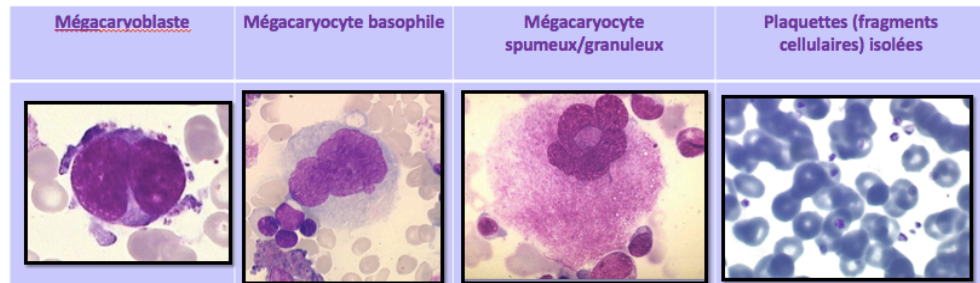 Mégacaryoblaste
Mégacaryocyte basophile
Mégacaryocyte
spumeux/granuleux
Plaquettes (fragments
cellulaires) isolées